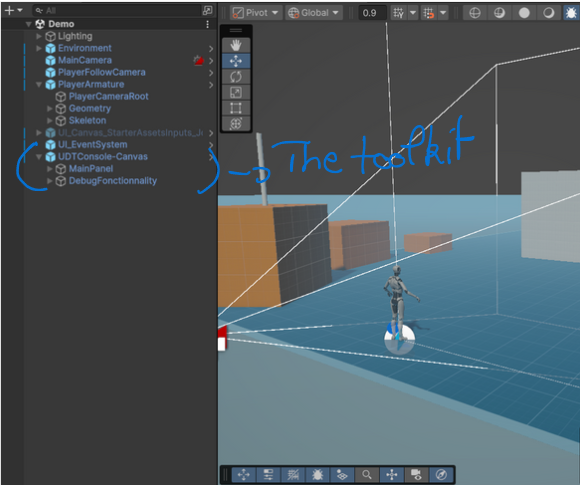 All
Pivot
Global
0.9
Demo
Lighting
Environment
MainCamera
PlayerFollowCamera
PlayerArmature
PlayerCameraRoot
Geometry
Skeleton
UI_Canvas_StarterAssetsInputs_Jo
UI_EventSystem
UDTConsole-Canvas
MainPanel
DebugFonctionnality
→ The toolkit